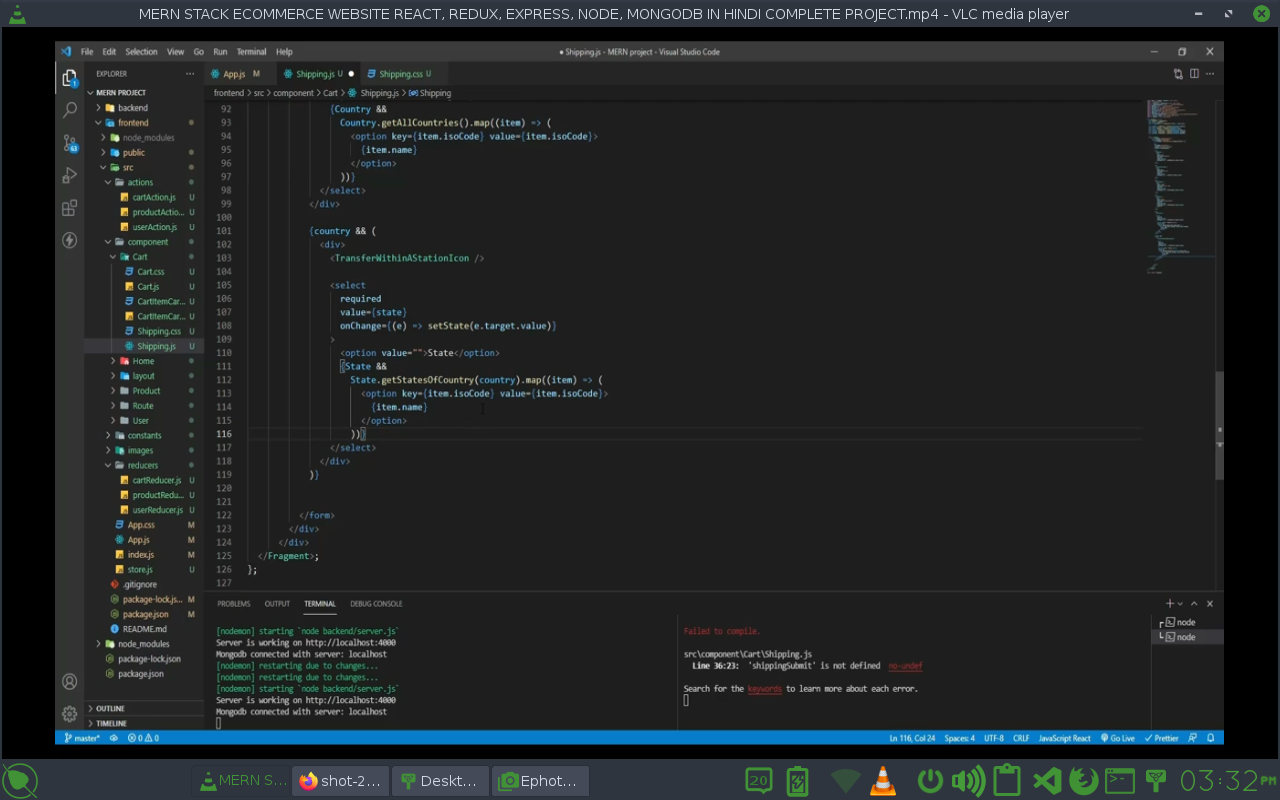 MERN STACK ECOMMERCE WEBSITE REACT, REDUX, EXPRESS, NODE, MONGODB IN HINDI COMPLETE PROJECT.mp4 - VLC media player
File Edit Selection View Go Run Terminal Help
● Shipping.js - MERN project - Visual Studio Code
EXPLORER ···
App.js M
Shipping.js U ●
Shipping.css U
frontend > src > component > Cart > Shipping.js > Shipping
MERN PROJECT
backend
frontend
node_modules
public
src
actions
cartAction.js U
productActio... U
userAction.js U
component
Cart
Cart.css U
Cart.js U
CartItemCar... U
CartItemCar... U
Shipping.css U
Shipping.js U
Home
layout
Product
Route
User
constants
images
reducers
cartReducer.js U
productRedu... U
userReducer.js U
App.css M
App.js M
index.js M
store.js U
.gitignore
package-lock.js... M
package.json M
README.md
node_modules
package-lock.json
package.json
OUTLINE
TIMELINE
1
63
92 {Country &&
93 Country.getAllCountries().map((item) => (
94 <option key={item.isoCode} value={item.isoCode}>
95 {item.name}
96 </option>
97 ))}
98 </select>
99 </div>
100
101 {country && (
102 <div>
103 <TransferWithinAStationIcon />
104
105 <select
106 required
107 value={state}
108 onChange={(e) => setState(e.target.value)}
109 >
110 <option value="">State</option>
111 {State &&
112 State.getStatesOfCountry(country).map((item) => (
113 <option key={item.isoCode} value={item.isoCode}>
114 {item.name}
115 </option>
116 ))}
117 </select>
118 </div>
119 )}
120
121
122 </form>
123 </div>
124 </div>
125 </Fragment>;
126 };
127
PROBLEMS OUTPUT TERMINAL DEBUG CONSOLE
[nodemon] starting `node backend/server.js`
Server is working on http://localhost:4000
Mongodb connected with server: localhost
[nodemon] restarting due to changes...
[nodemon] restarting due to changes...
[nodemon] starting `node backend/server.js`
Server is working on http://localhost:4000
Mongodb connected with server: localhost
Failed to compile.
src\component\Cart\Shipping.js
Line 36:23: 'shippingSubmit' is not defined no-undef
Search for the keywords to learn more about each error.
node
node
master* 0 0 Ln 116, Col 24 Spaces: 4 UTF-8 CRLF JavaScript React Go Live Prettier
MERN S... shot-2... Deskt... Ephot... 20 03:32 PM